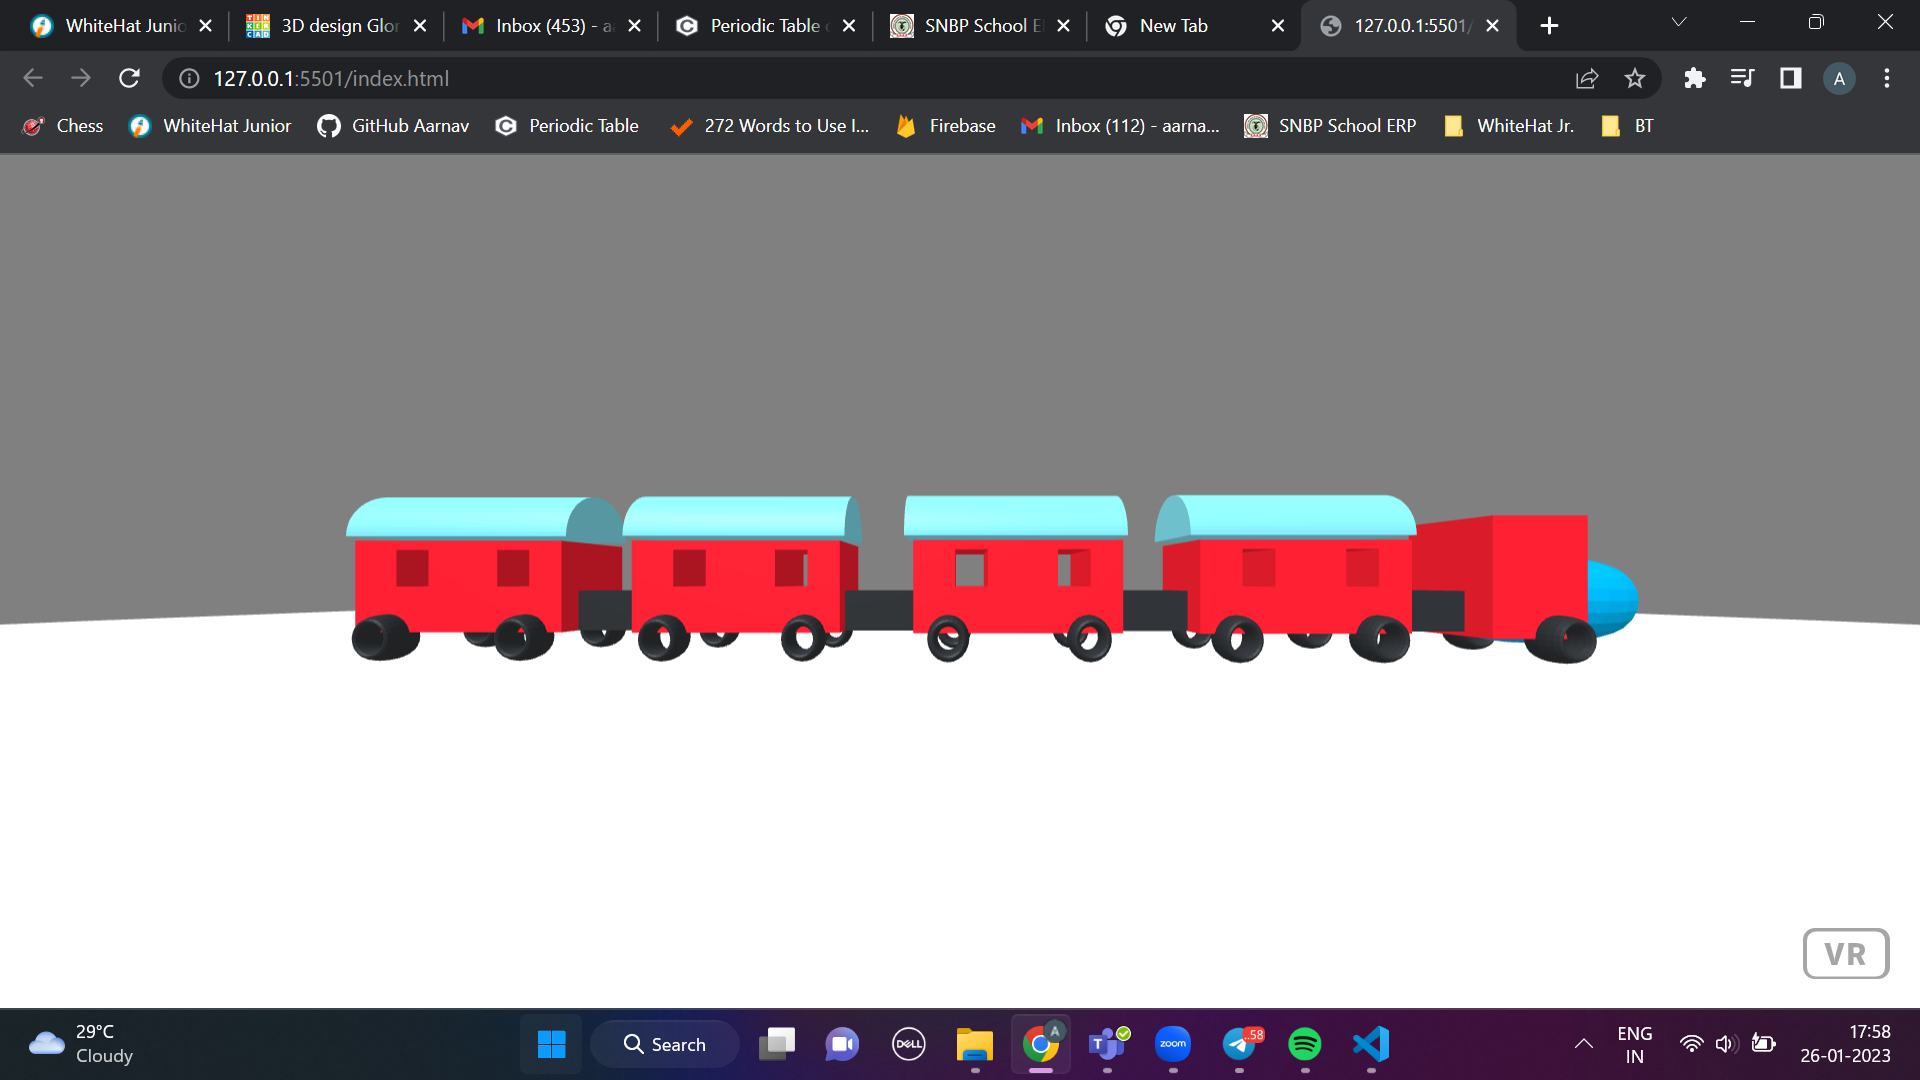 WhiteHat Junio
3D design Glor
Inbox (453) - aa
Periodic Table o
SNBP School E
New Tab
127.0.0.1:5501/
127.0.0.1:5501/index.html
A
Chess
WhiteHat Junior
GitHub Aarnav
Periodic Table
272 Words to Use I...
Firebase
Inbox (112) - aarna...
SNBP School ERP
WhiteHat Jr.
BT
VR
29°C
Cloudy
Search
DELL
A
T
zoom
..58
ENG
IN
17:58
26-01-2023